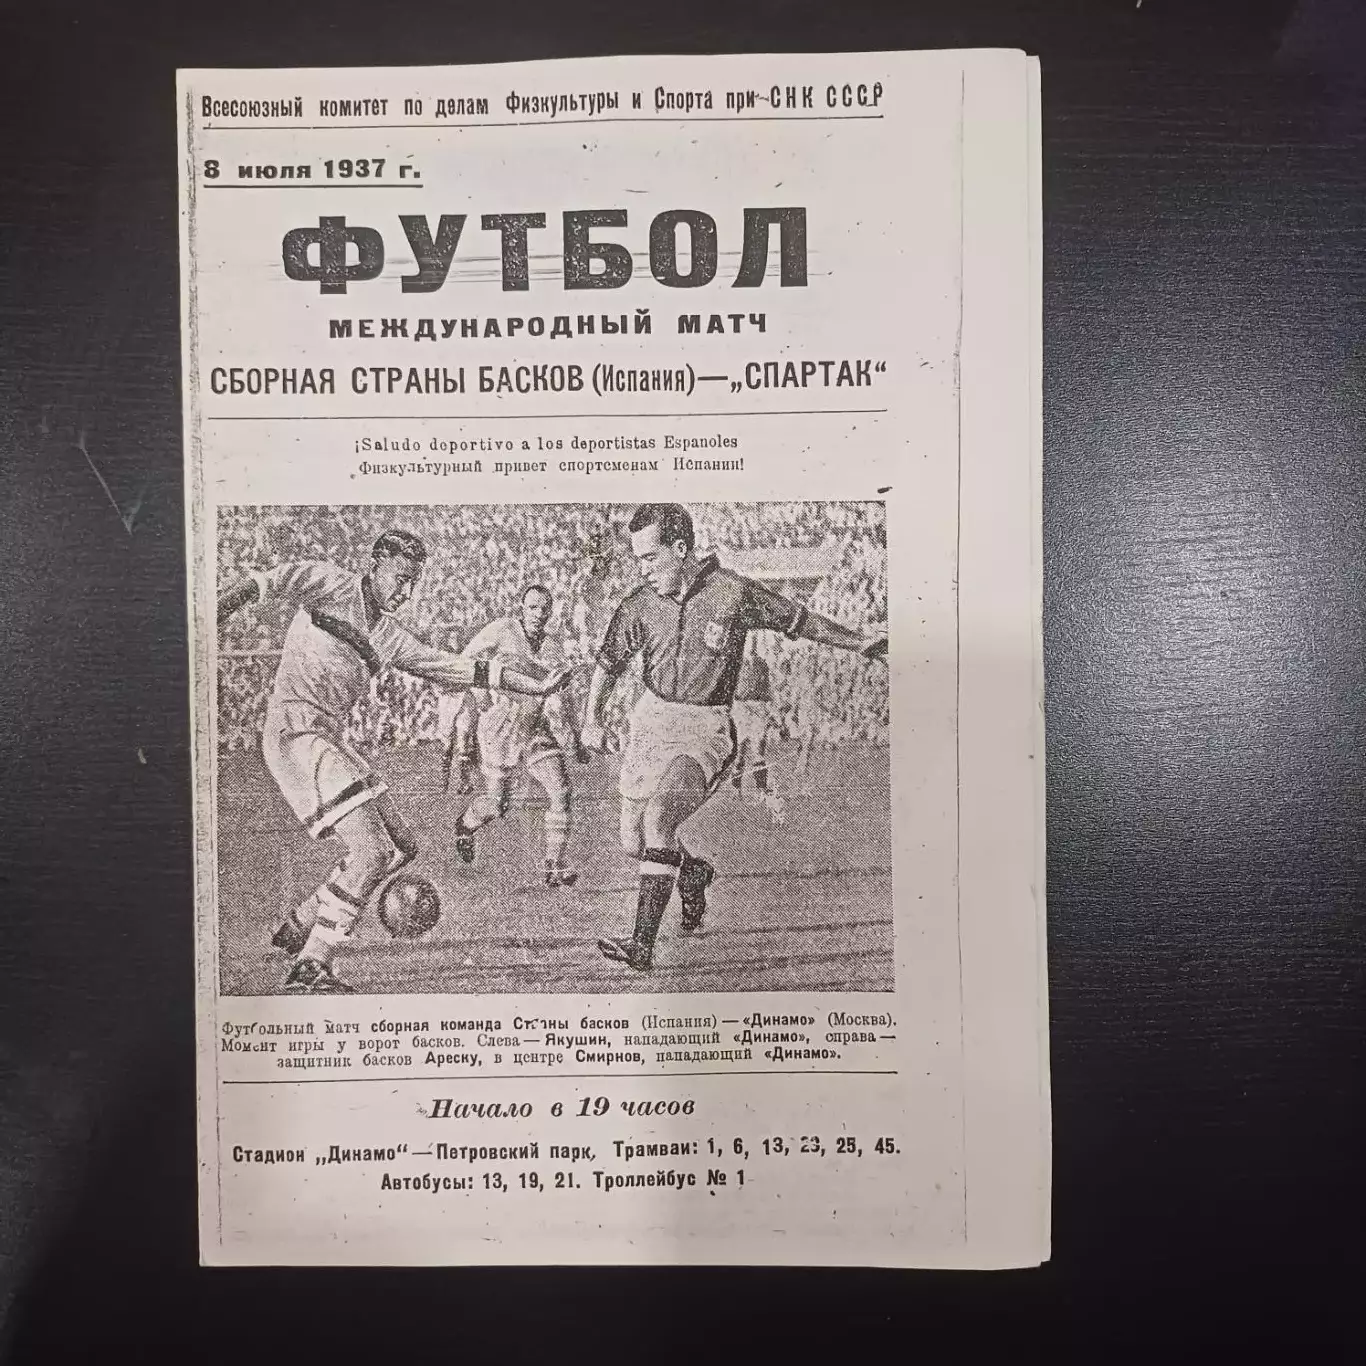 Всесоюзный комитет по делам Физкультуры и Спорта при СНК СССР
8 июля 1937 г.
ФУТБОЛ
МЕЖДУНАРОДНЫЙ МАТЧ
СБОРНАЯ СТРАНЫ БАСКОВ (Испания)—„СПАРТАК“
¡Saludo deportivo a los deportistas Espanoles
Физкультурный привет спортсменам Испании!
Футбольный матч сборная команда Страны басков (Испания) — «Динамо» (Москва).
Момент игры у ворот басков. Слева — Якушин, нападающий «Динамо», справа —
защитник басков Ареску, в центре Смирнов, нападающий «Динамо».
Начало в 19 часов
Стадион „Динамо“ — Петровский парк, Трамваи: 1, 6, 13, 23, 25, 45.
Автобусы: 13, 19, 21. Троллейбус № 1